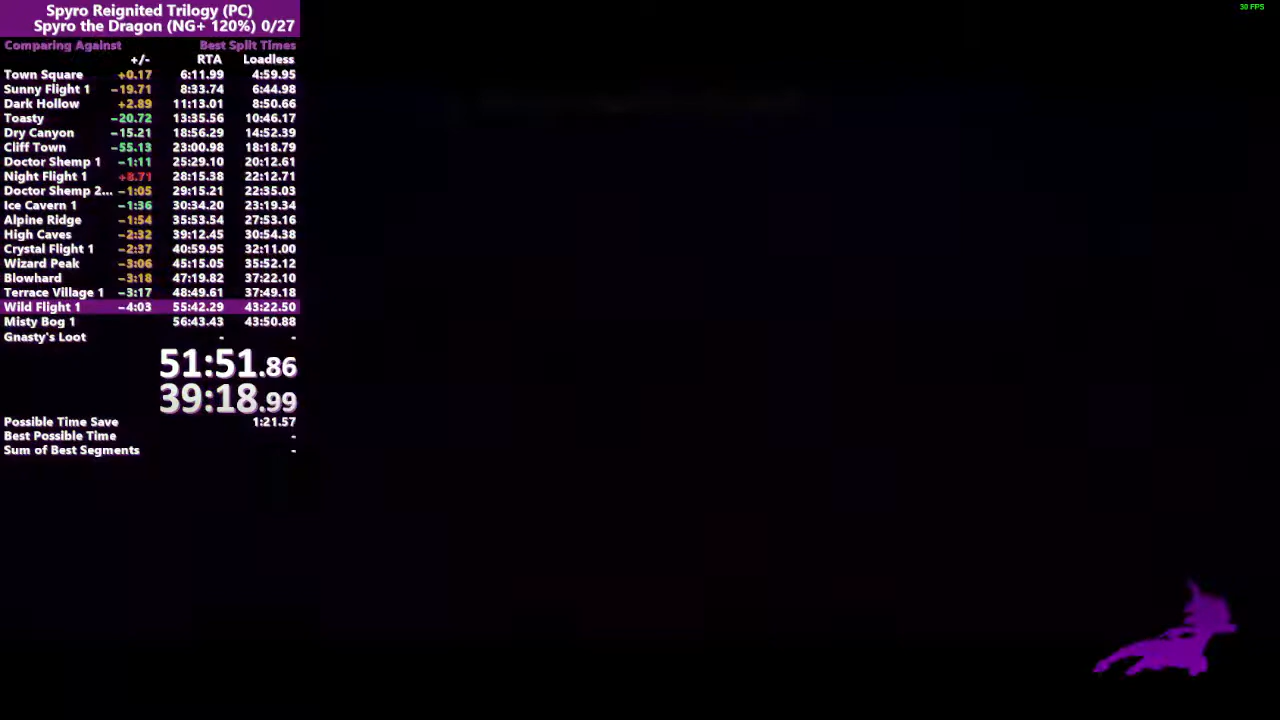 Spyro Reignited Trilogy (PC)
Spyro the Dragon (NG+ 120%) 0/27
Comparing Against Best Split Times
+/- RTA Loadless
Town Square +0.17 6:11.99 4:59.95
Sunny Flight 1 −19.71 8:33.74 6:44.98
Dark Hollow +2.89 11:13.01 8:50.66
Toasty −20.72 13:35.56 10:46.17
Dry Canyon −15.21 18:56.29 14:52.39
Cliff Town −55.13 23:00.98 18:18.79
Doctor Shemp 1 −1:11 25:29.10 20:12.61
Night Flight 1 +8.71 28:15.38 22:12.71
Doctor Shemp 2... −1:05 29:15.21 22:35.03
Ice Cavern 1 −1:36 30:34.20 23:19.34
Alpine Ridge −1:54 35:53.54 27:53.16
High Caves −2:32 39:12.45 30:54.38
Crystal Flight 1 −2:37 40:59.95 32:11.00
Wizard Peak −3:06 45:15.05 35:52.12
Blowhard −3:18 47:19.82 37:22.10
Terrace Village 1 −3:17 48:49.61 37:49.18
Wild Flight 1 −4:03 55:42.29 43:22.50
Misty Bog 1 56:43.43 43:50.88
Gnasty's Loot - -
51:51.86
39:18.99
Possible Time Save 1:21.57
Best Possible Time -
Sum of Best Segments -
30 FPS